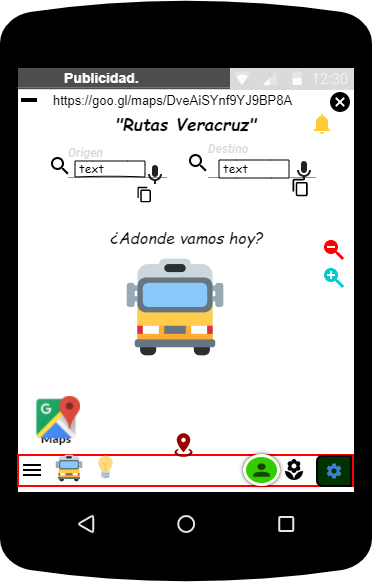 Publicidad.
12:30
https://goo.gl/maps/DveAiSYnf9YJ9BP8A
"Rutas Veracruz"
Origen
Destino
text
text
¿Adonde vamos hoy?
G
Maps